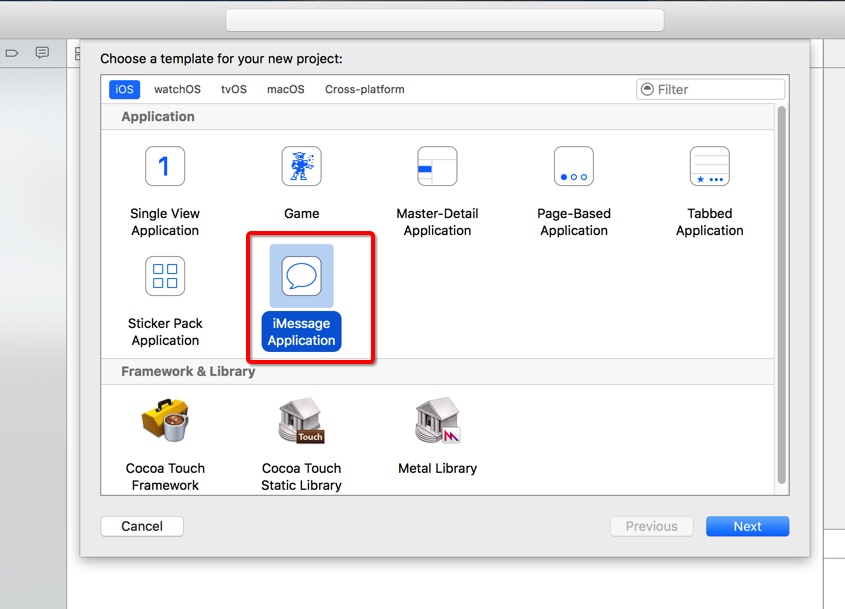 Choose a template for your new project:
iOS watchOS tvOS macOS Cross-platform Filter
Application
1
Single View Application
Game
Master-Detail Application
Page-Based Application
Tabbed Application
Sticker Pack Application
iMessage Application
Framework & Library
Cocoa Touch Framework
Touch
Cocoa Touch Static Library
Metal Library
Cancel Previous Next